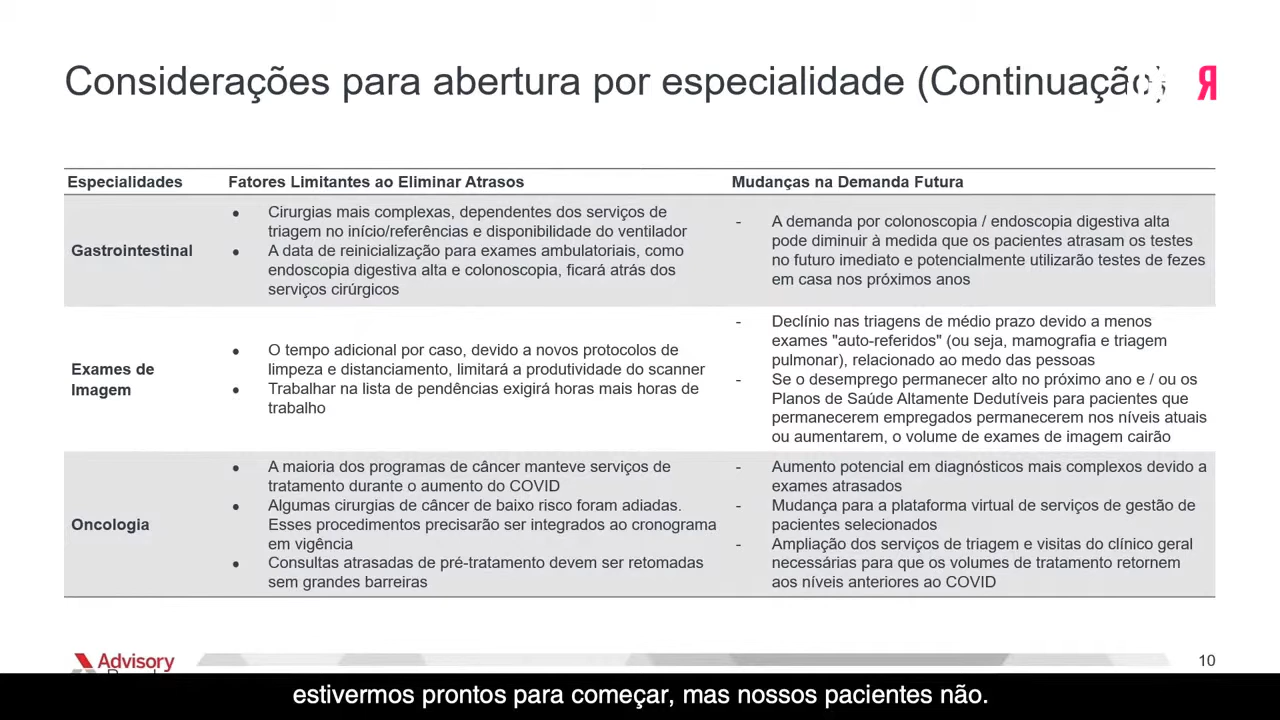 Considerações para abertura por especialidade (Continuação)
Especialidades
Fatores Limitantes ao Eliminar Atrasos
Mudanças na Demanda Futura
Gastrointestinal
● Cirurgias mais complexas, dependentes dos serviços de
triagem no início/referências e disponibilidade do ventilador
● A data de reinicialização para exames ambulatoriais, como
endoscopia digestiva alta e colonoscopia, ficará atrás dos
serviços cirúrgicos
- A demanda por colonoscopia / endoscopia digestiva alta
pode diminuir à medida que os pacientes atrasam os testes
no futuro imediato e potencialmente utilizarão testes de fezes
em casa nos próximos anos
Exames de
Imagem
● O tempo adicional por caso, devido a novos protocolos de
limpeza e distanciamento, limitará a produtividade do scanner
● Trabalhar na lista de pendências exigirá horas mais horas de
trabalho
- Declínio nas triagens de médio prazo devido a menos
exames "auto-referidos" (ou seja, mamografia e triagem
pulmonar), relacionado ao medo das pessoas
- Se o desemprego permanecer alto no próximo ano e / ou os
Planos de Saúde Altamente Dedutíveis para pacientes que
permanecerem empregados permanecerem nos níveis atuais
ou aumentarem, o volume de exames de imagem cairão
Oncologia
● A maioria dos programas de câncer manteve serviços de
tratamento durante o aumento do COVID
● Algumas cirurgias de câncer de baixo risco foram adiadas.
Esses procedimentos precisarão ser integrados ao cronograma
em vigência
● Consultas atrasadas de pré-tratamento devem ser retomadas
sem grandes barreiras
- Aumento potencial em diagnósticos mais complexos devido a
exames atrasados
- Mudança para a plataforma virtual de serviços de gestão de
pacientes selecionados
- Ampliação dos serviços de triagem e visitas do clínico geral
necessárias para que os volumes de tratamento retornem
aos níveis anteriores ao COVID
Advisory
10
estivermos prontos para começar, mas nossos pacientes não.